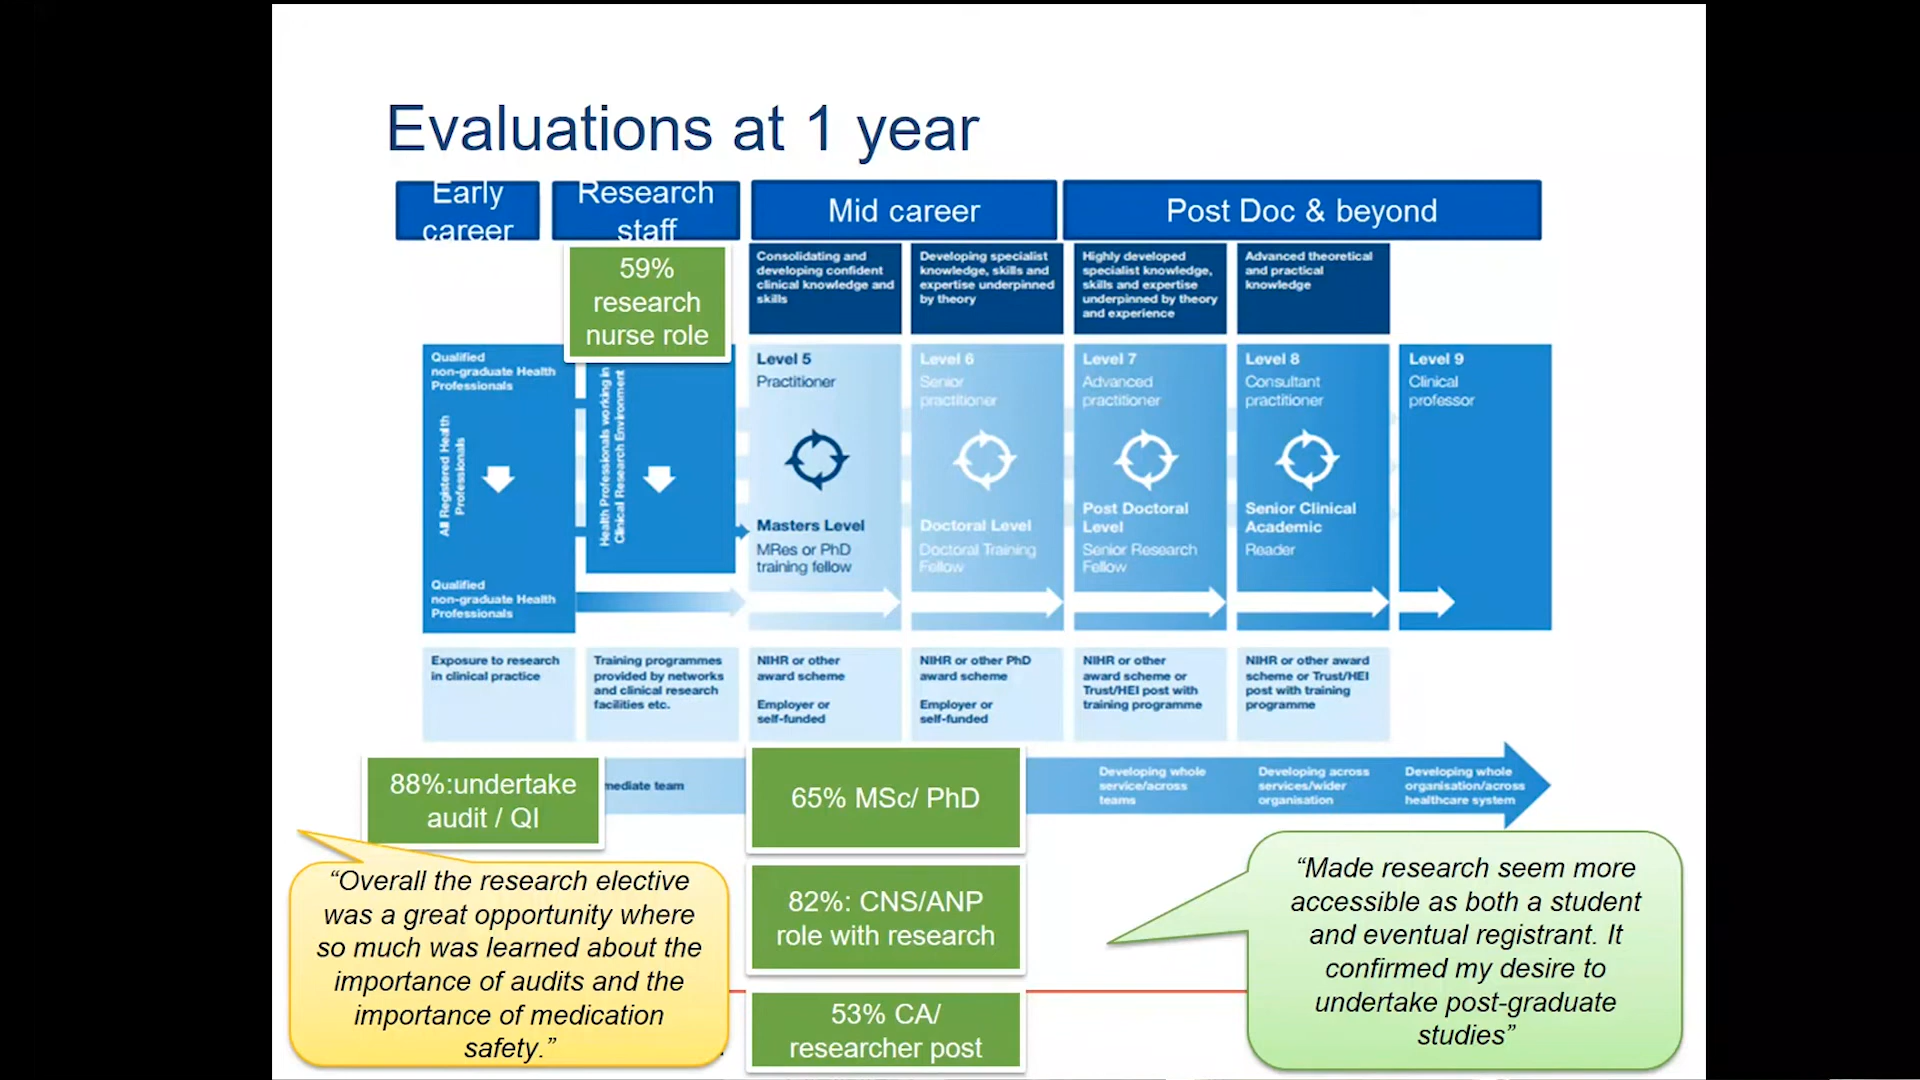 Evaluations at 1 year
Early
career
Research
staff
Mid career
Post Doc & beyond
59%
research
nurse role
Consolidating and
developing confident
clinical knowledge and
skills
Developing specialist
knowledge, skills and
expertise underpinned
by theory
Highly developed
specialist knowledge,
skills and expertise
underpinned by theory
and experience
Advanced theoretical
and practical
knowledge
Qualified
non-graduate Health
Professionals
All Registered Health
Professionals
Qualified
non-graduate Health
Professionals
Health Professionals working in
Clinical Research Environment
Level 5
Practitioner
Masters Level
MRes or PhD
training fellow
Level 6
Senior
practitioner
Doctoral Level
Doctoral Training
Fellow
Level 7
Advanced
practitioner
Post Doctoral
Level
Senior Research
Fellow
Level 8
Consultant
practitioner
Senior Clinical
Academic
Reader
Level 9
Clinical
professor
Exposure to research
in clinical practice
Training programmes
provided by networks
and clinical research
facilities etc.
NIHR or other
award scheme
Employer or
self-funded
NIHR or other PhD
award scheme
Employer or
self-funded
NIHR or other
award scheme or
Trust/HEI post with
training programme
NIHR or other award
scheme or Trust/HEI
post with training
programme
88%:undertake
audit / QI
mediate team
65% MSc/ PhD
Developing whole
service/across
teams
Developing across
services/wider
organisation
Developing whole
organisation/across
healthcare system
82%: CNS/ANP
role with research
53% CA/
researcher post
“Overall the research elective
was a great opportunity where
so much was learned about the
importance of audits and the
importance of medication
safety.”
“Made research seem more
accessible as both a student
and eventual registrant. It
confirmed my desire to
undertake post-graduate
studies”